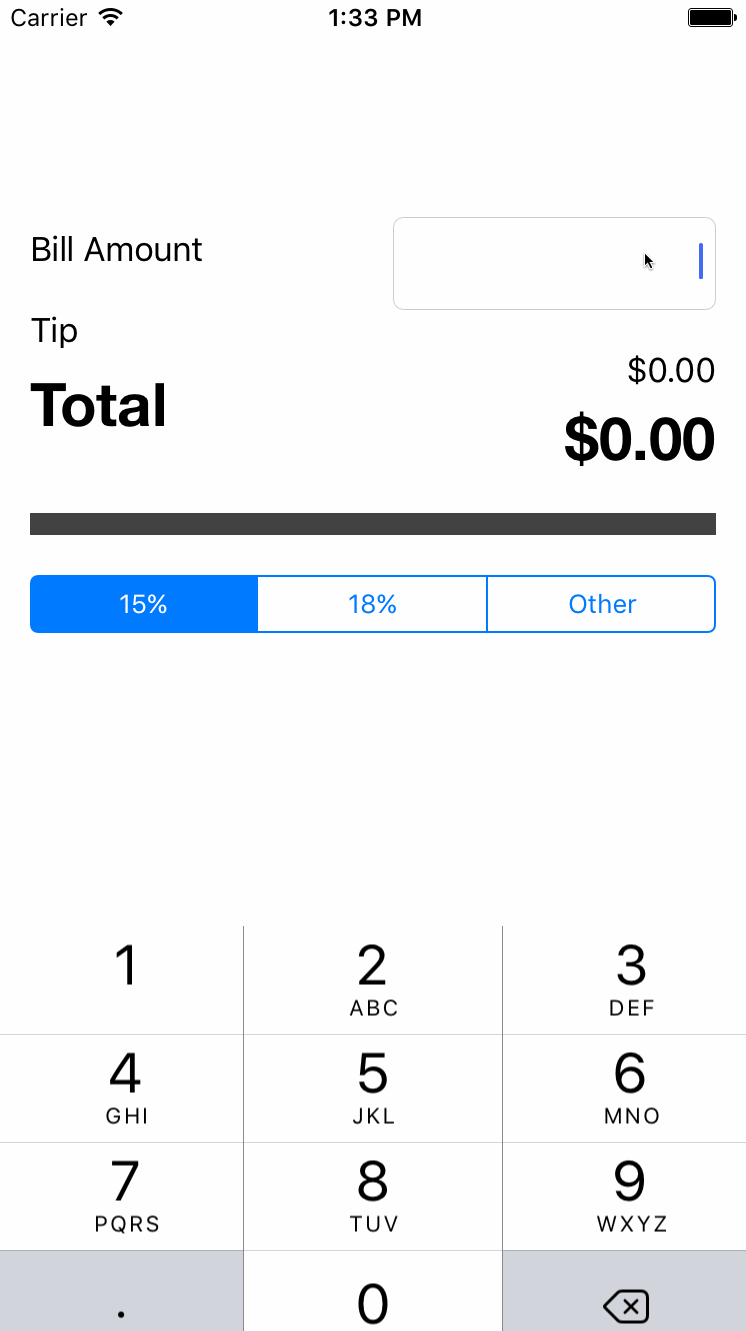 Carrier 1:33 PM
Bill Amount
Tip
$0.00
Total
$0.00
15% 18% Other
1 2 3
ABC DEF
4 5 6
GHI JKL MNO
7 8 9
PQRS TUV WXYZ
. 0